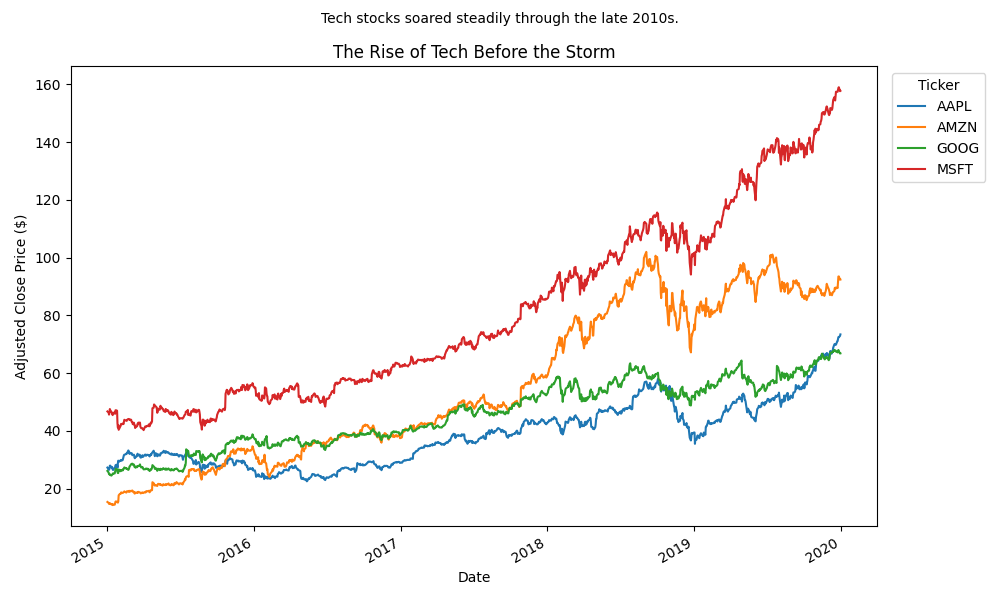 Tech stocks soared steadily through the late 2010s.
The Rise of Tech Before the Storm
Ticker
AAPL
AMZN
GOOG
MSFT
Adjusted Close Price ($)
160
140
120
100
80
60
40
20
2015
2016
2017
2018
2019
2020
Date